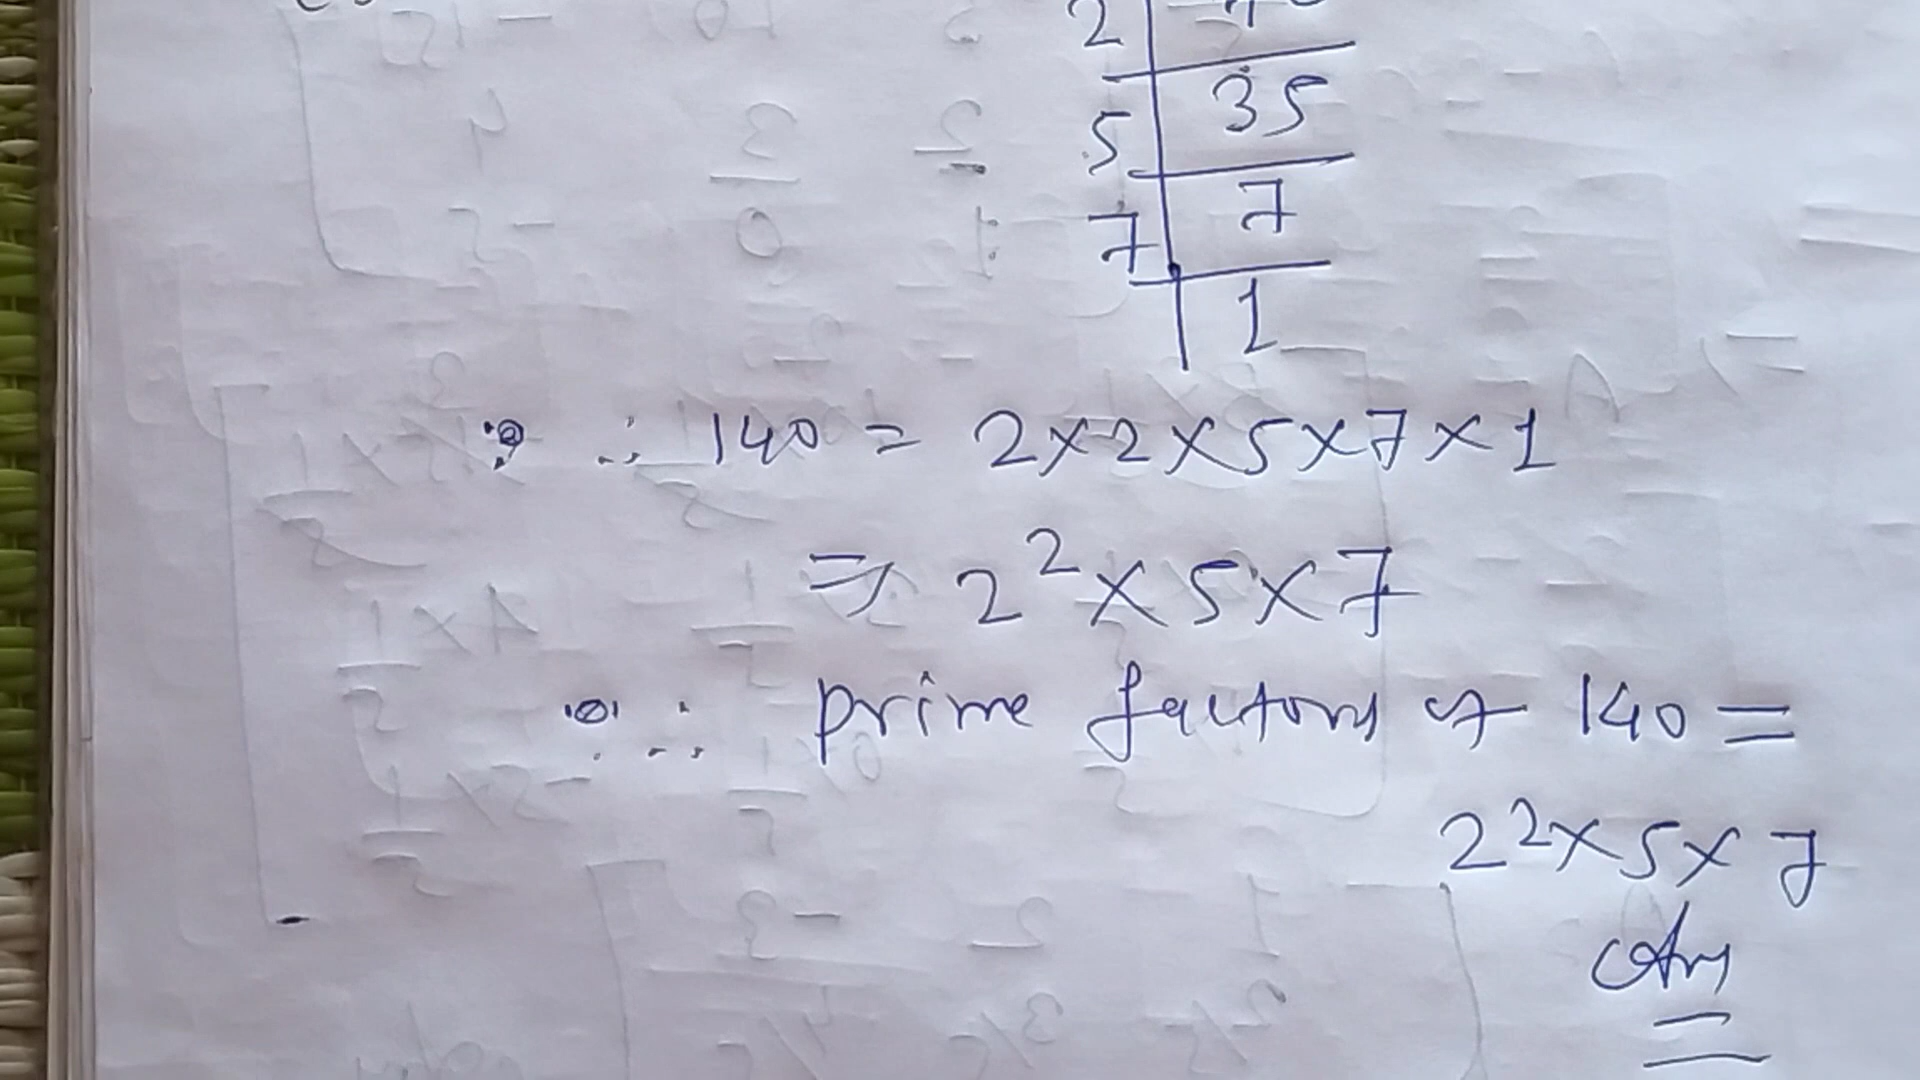 2 | 70
35
5
7
7
1
∴ 140 = 2×2×5×7×1
⇒ 2²×5×7
∴ prime factors of 140 =
2²×5×7
Ans